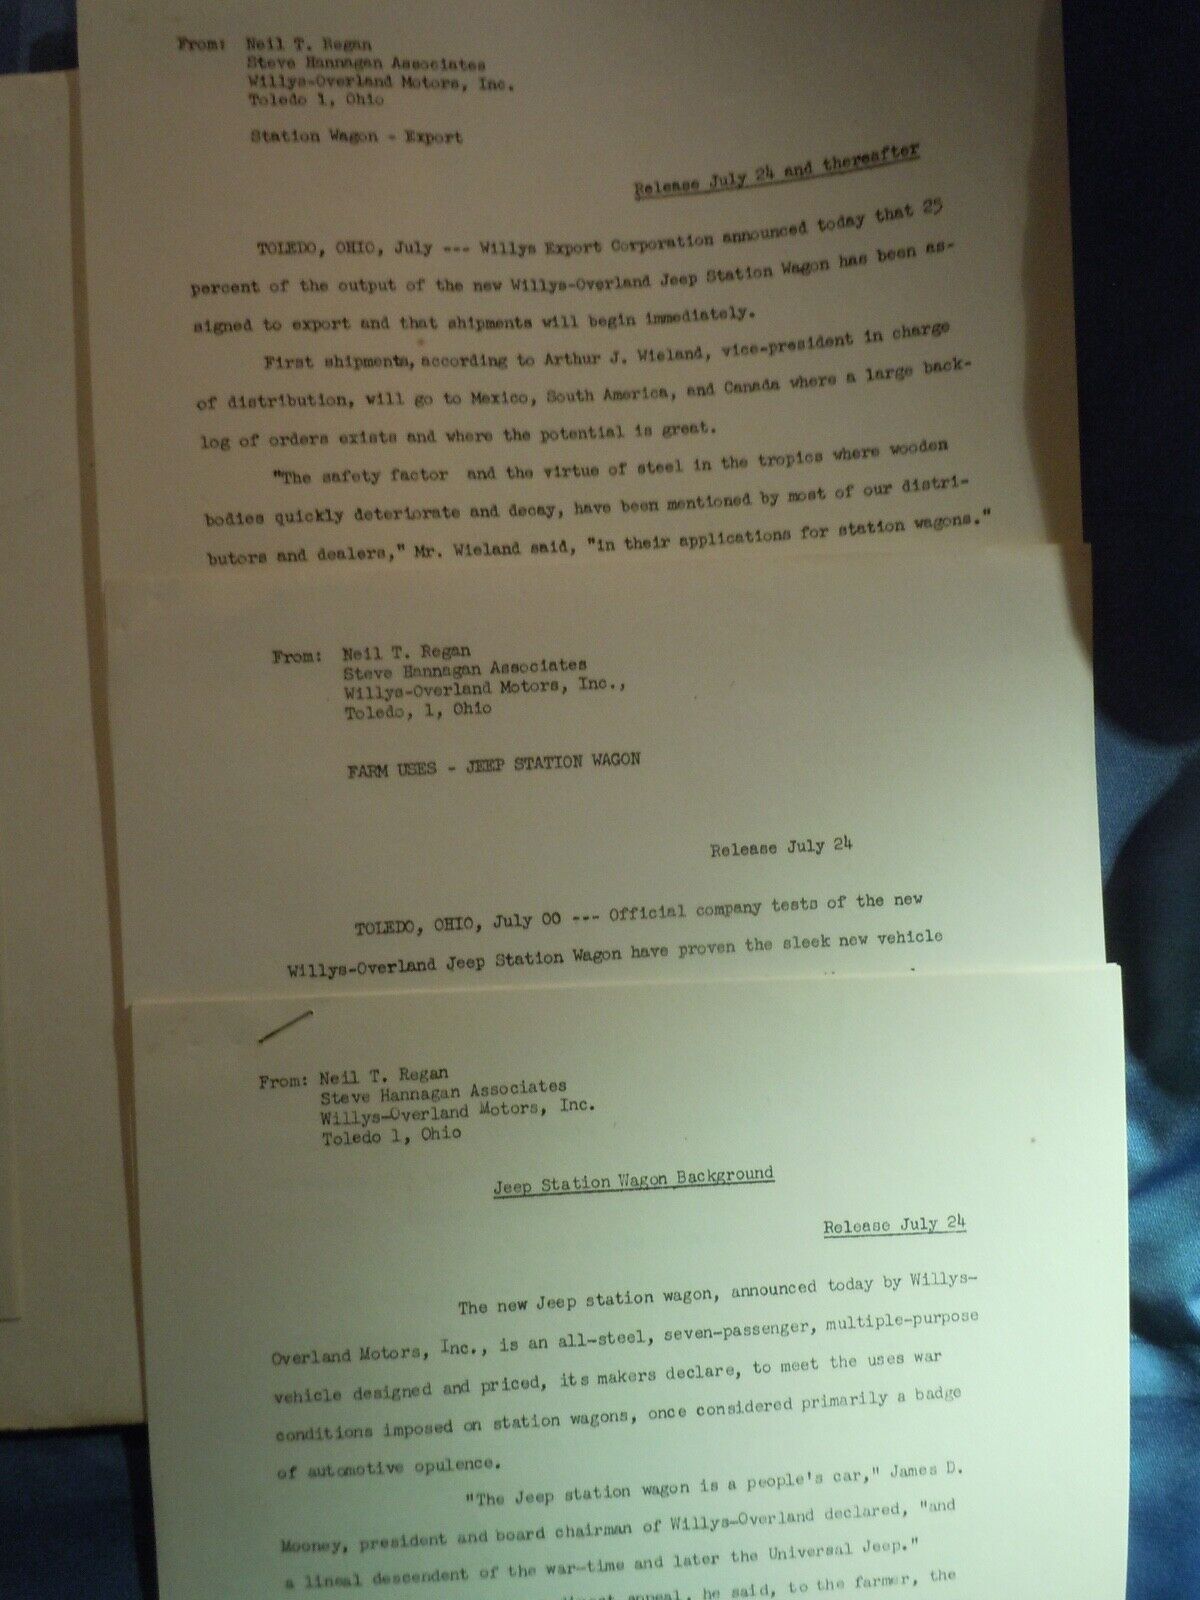 From: Neil T. Regan
Steve Hannagan Associates
Willys-Overland Motors, Inc.
Toledo 1, Ohio
Station Wagon - Export
Release July 24 and thereafter
TOLEDO, OHIO, July --- Willys Export Corporation announced today that 25
percent of the output of the new Willys-Overland Jeep Station Wagon has been as-
signed to export and that shipments will begin immediately.
First shipments, according to Arthur J. Wieland, vice-president in charge
of distribution, will go to Mexico, South America, and Canada where a large back-
log of orders exists and where the potential is great.
"The safety factor and the virtue of steel in the tropics where wooden
bodies quickly deteriorate and decay, have been mentioned by most of our distri-
butors and dealers," Mr. Wieland said, "in their applications for station wagons."
From: Neil T. Regan
Steve Hannagan Associates
Willys-Overland Motors, Inc.,
Toledo, 1, Ohio
FARM USES - JEEP STATION WAGON
Release July 24
TOLEDO, OHIO, July 00 --- Official company tests of the new
Willys-Overland Jeep Station Wagon have proven the sleek new vehicle
From: Neil T. Regan
Steve Hannagan Associates
Willys-Overland Motors, Inc.
Toledo 1, Ohio
Jeep Station Wagon Background
Release July 24
The new Jeep station wagon, announced today by Willys-
Overland Motors, Inc., is an all-steel, seven-passenger, multiple-purpose
vehicle designed and priced, its makers declare, to meet the uses war
conditions imposed on station wagons, once considered primarily a badge
of automotive opulence.
"The Jeep station wagon is a people's car," James D.
Mooney, president and board chairman of Willys-Overland declared, "and
a lineal descendent of the war-time and later the Universal Jeep."
appeal, he said, to the farmer, the